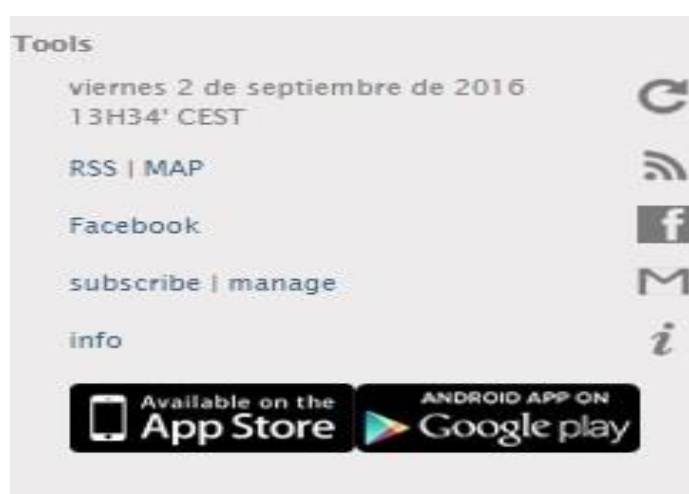 Tools
viernes 2 de septiembre de 2016
13H34' CEST
RSS | MAP
Facebook
subscribe | manage
info
Available on the
App Store
ANDROID APP ON
Google play